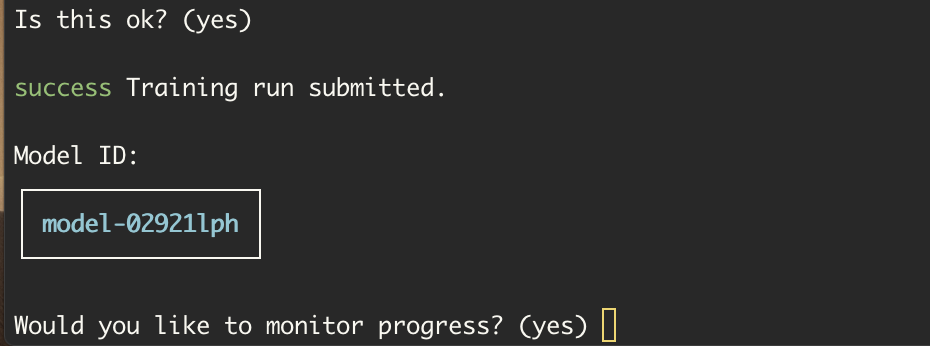 Is this ok? (yes)
success Training run submitted.
Model ID:
model-02921lph
Would you like to monitor progress? (yes)